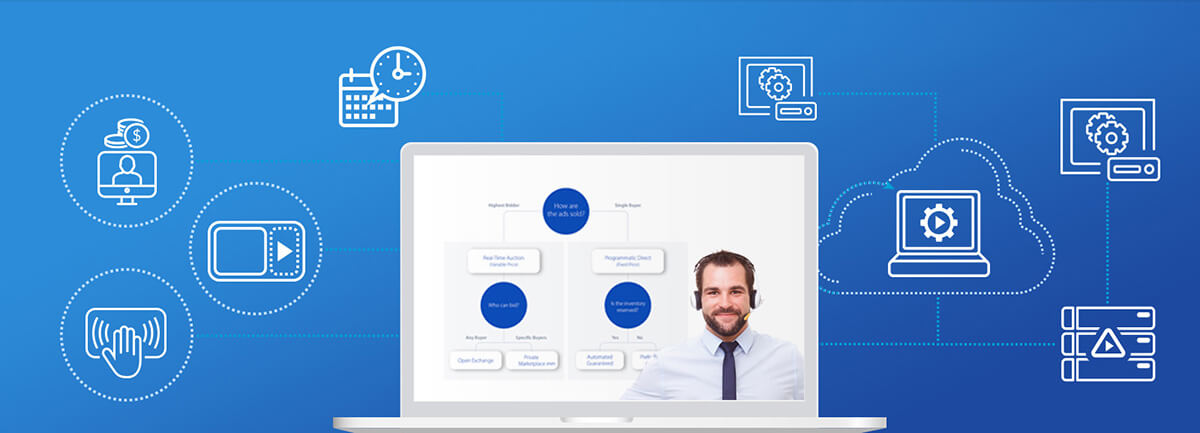 How are
the ads sold?
Highest Bidder
Single Buyer
Real-Time Auction
(Variable Price)
Programmatic Direct
(Fixed Price)
Who can bid?
Is the inventory
reserved?
Any Buyer
Specific Buyers
Yes
No
Open Exchange
Private
Marketplace
Automated
Guaranteed
$